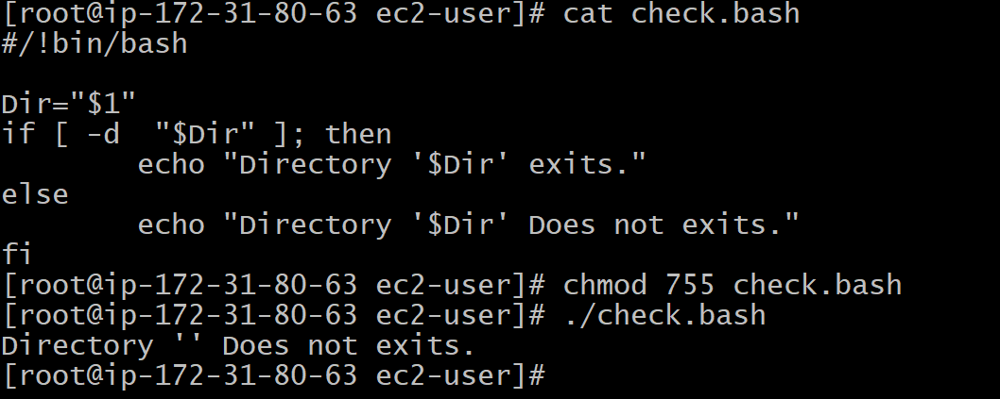 [root@ip-172-31-80-63 ec2-user]# cat check.bash
#/!bin/bash

Dir="$1"
if [ -d  "$Dir" ]; then
        echo "Directory '$Dir' exits."
else
        echo "Directory '$Dir' Does not exits."
fi
[root@ip-172-31-80-63 ec2-user]# chmod 755 check.bash
[root@ip-172-31-80-63 ec2-user]# ./check.bash
Directory '' Does not exits.
[root@ip-172-31-80-63 ec2-user]#